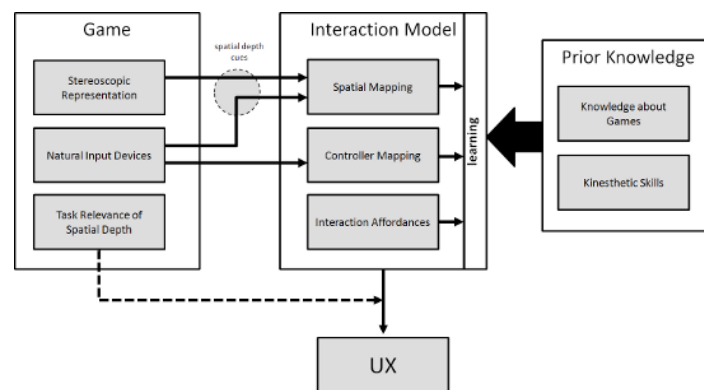 Game
Stereoscopic
Representation
Natural Input Devices
Task Relevance of
Spatial Depth
spatial depth
cues
Interaction Model
Spatial Mapping
Controller Mapping
Interaction Affordances
learning
Prior Knowledge
Knowledge about
Games
Kinesthetic Skills
UX